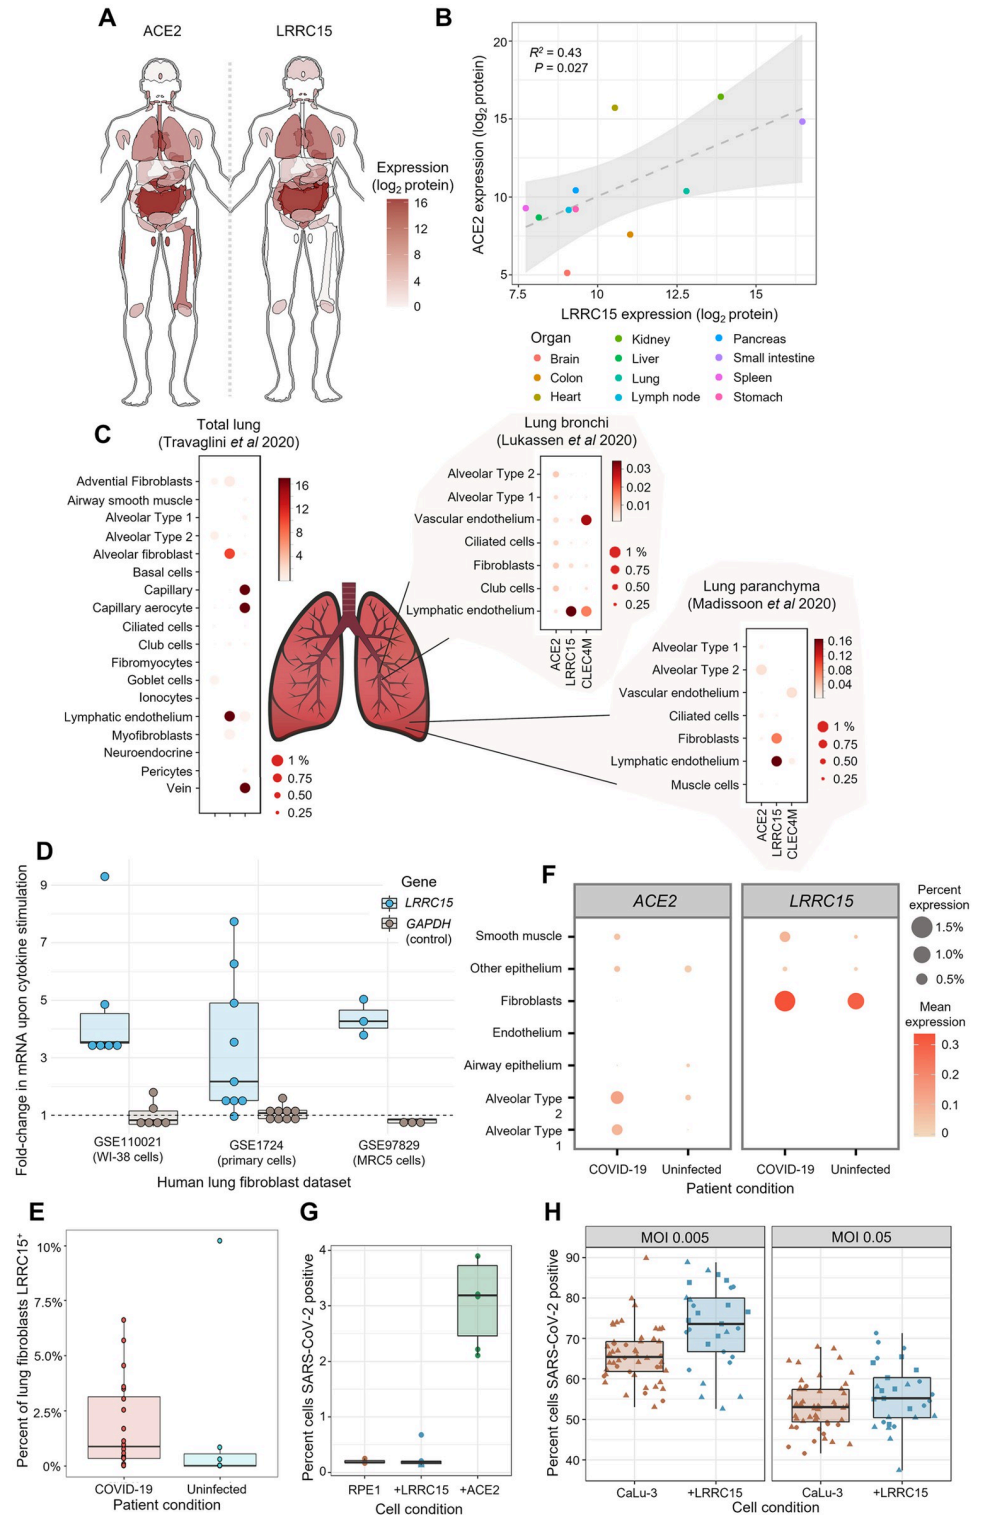 A
ACE2
LRRC15
Expression
(log2 protein)
16
12
8
4
0
B
ACE2 expression (log2 protein)
20
15
10
5
R2 = 0.43
P = 0.027
7.5
10
12.5
15
LRRC15 expression (log2 protein)
Organ
Brain
Colon
Heart
Kidney
Liver
Lung
Lymph node
Pancreas
Small intestine
Spleen
Stomach
C
Total lung
(Travaglini et al 2020)
Advential Fibroblasts
Airway smooth muscle
Alveolar Type 1
Alveolar Type 2
Alveolar fibroblast
Basal cells
Capillary
Capillary aerocyte
Ciliated cells
Club cells
Fibromyocytes
Goblet cells
Ionocytes
Lymphatic endothelium
Myofibroblasts
Neuroendocrine
Pericytes
Vein
16
12
8
4
1 %
0.75
0.50
0.25
Lung bronchi
(Lukassen et al 2020)
Alveolar Type 2
Alveolar Type 1
Vascular endothelium
Ciliated cells
Fibroblasts
Club cells
Lymphatic endothelium
ACE2
LRRC15
CLEC4M
0.03
0.02
0.01
1 %
0.75
0.50
0.25
Lung paranchyma
(Madissoon et al 2020)
Alveolar Type 1
Alveolar Type 2
Vascular endothelium
Ciliated cells
Fibroblasts
Lymphatic endothelium
Muscle cells
ACE2
LRRC15
CLEC4M
0.16
0.12
0.08
0.04
1 %
0.75
0.50
0.25
D
Fold-change in mRNA upon cytokine stimulation
9
7
5
3
1
Gene
LRRC15
GAPDH
(control)
GSE110021
(WI-38 cells)
GSE1724
(primary cells)
GSE97829
(MRC5 cells)
Human lung fibroblast dataset
F
ACE2
LRRC15
Smooth muscle
Other epithelium
Fibroblasts
Endothelium
Airway epithelium
Alveolar Type
2
Alveolar Type
1
COVID-19
Uninfected
COVID-19
Uninfected
Patient condition
Percent
expression
1.5%
1.0%
0.5%
Mean
expression
0.3
0.2
0.1
0
E
Percent of lung fibroblasts LRRC15+
10%
7.5%
5.0%
2.5%
0%
COVID-19
Uninfected
Patient condition
G
Percent cells SARS-CoV-2 positive
4
3
2
1
0
RPE1
+LRRC15
+ACE2
Cell condition
H
Percent cells SARS-CoV-2 positive
MOI 0.005
MOI 0.05
90
80
70
60
50
40
CaLu-3
+LRRC15
CaLu-3
+LRRC15
Cell condition